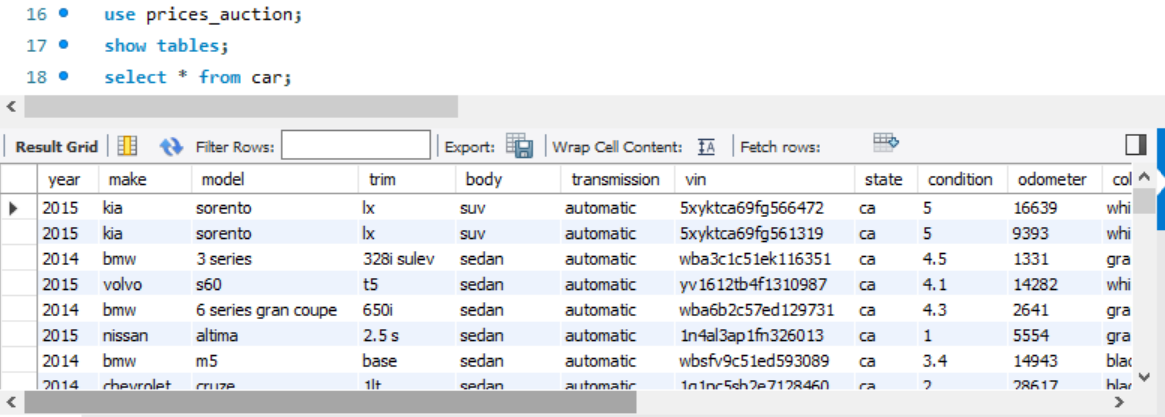 16 use prices_auction;
17 show tables;
18 select * from car;
Result Grid Filter Rows: Export: Wrap Cell Content: IA Fetch rows:
year make model trim body transmission vin state condition odometer col
2015 kia sorento lx suv automatic 5xyktca69fg566472 ca 5 16639 whi
2015 kia sorento lx suv automatic 5xyktca69fg561319 ca 5 9393 whi
2014 bmw 3 series 328i sulev sedan automatic wba3c1c51ek116351 ca 4.5 1331 gra
2015 volvo s60 t5 sedan automatic yv1612tb4f1310987 ca 4.1 14282 whi
2014 bmw 6 series gran coupe 650i sedan automatic wba6b2c57ed129731 ca 4.3 2641 gra
2015 nissan altima 2.5 s sedan automatic 1n4al3ap1fn326013 ca 1 5554 gra
2014 bmw m5 base sedan automatic wbsfv9c51ed593089 ca 3.4 14943 blac
2014 chevrolet cruze 1lt sedan automatic 1g1pc5sb2e7128460 ca 2 28617 blac